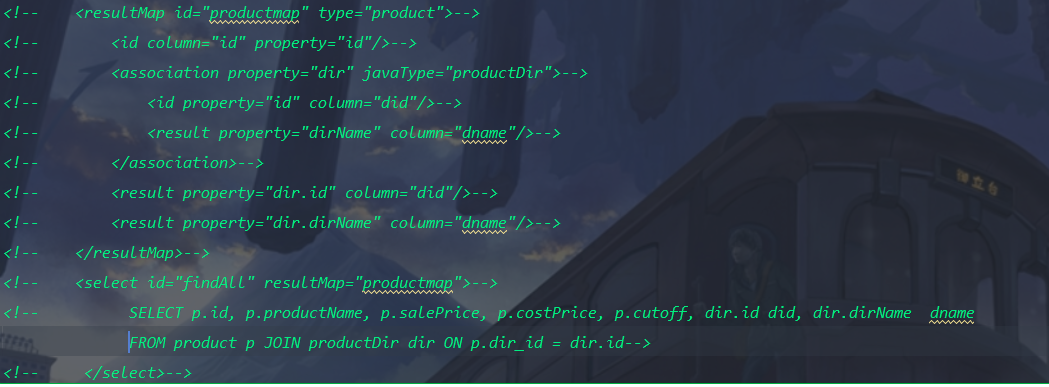 <!--    <resultMap id="productmap" type="product">-->
<!--        <id column="id" property="id"/>-->
<!--        <association property="dir" javaType="productDir">-->
<!--            <id property="id" column="did"/>-->
<!--            <result property="dirName" column="dname"/>-->
<!--        </association>-->
<!--        <result property="dir.id" column="did"/>-->
<!--        <result property="dir.dirName" column="dname"/>-->
<!--    </resultMap>-->
<!--    <select id="findAll" resultMap="productmap">-->
<!--          SELECT p.id, p.productName, p.salePrice, p.costPrice, p.cutoff, dir.id did, dir.dirName  dname
FROM product p JOIN productDir dir ON p.dir_id = dir.id-->
<!--     </select>-->